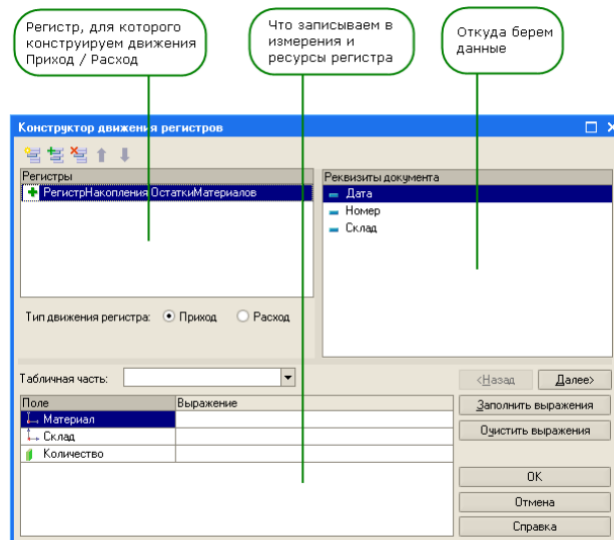 Регистр, для которого
конструируем движения
Приход / Расход
Что записываем в
измерения и
ресурсы регистра
Откуда берем
данные
Конструктор движения регистров
Регистры
РегистрНакопления.ОстаткиМатериалов
Реквизиты документа
Дата
Номер
Склад
Тип движения регистра: Приход Расход
Табличная часть:
<Назад Далее>
Поле Выражение
Заполнить выражения
Материал
Склад
Очистить выражения
Количество
OK
Отмена
Справка